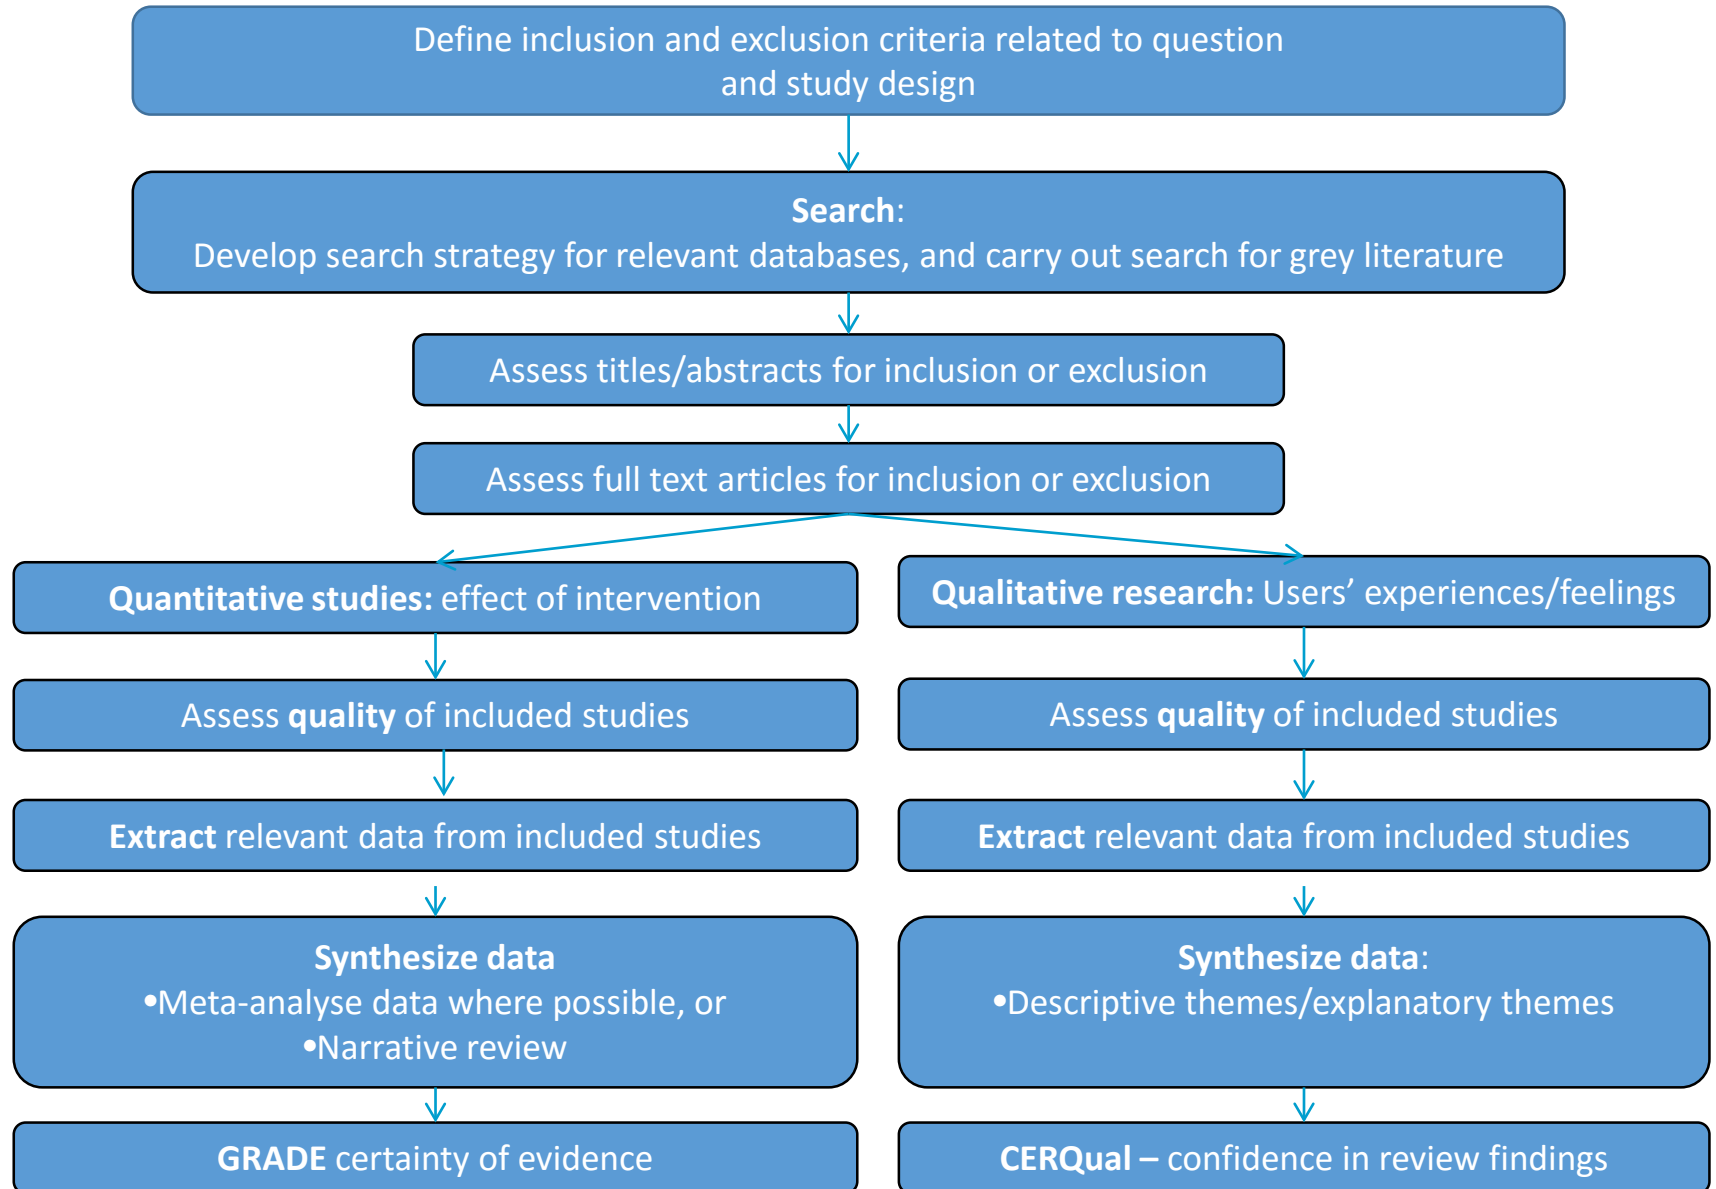 Define inclusion and exclusion criteria related to question
and study design
Search:
Develop search strategy for relevant databases, and carry out search for grey literature
Assess titles/abstracts for inclusion or exclusion
Assess full text articles for inclusion or exclusion
Quantitative studies: effect of intervention
Assess quality of included studies
Extract relevant data from included studies
Synthesize data
•Meta-analyse data where possible, or
•Narrative review
GRADE certainty of evidence
Qualitative research: Users’ experiences/feelings
Assess quality of included studies
Extract relevant data from included studies
Synthesize data:
•Descriptive themes/explanatory themes
CERQual – confidence in review findings